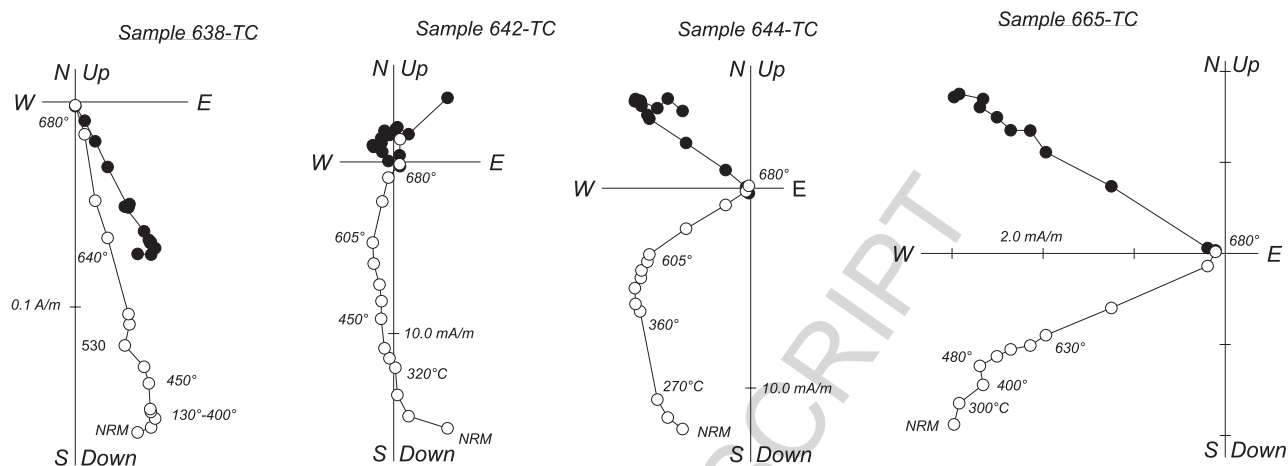 Sample 638-TC
N Up
W E
680°
640°
0.1 A/m
530
450°
130°-400°
NRM
S Down
Sample 642-TC
N Up
W E
680°
605°
450°
10.0 mA/m
320°C
NRM
S Down
Sample 644-TC
N Up
680°
W E
605°
360°
270°C
10.0 mA/m
NRM
S Down
Sample 665-TC
N Up
2.0 mA/m
680°
W E
630°
480°
400°
300°C
NRM
S Down
SCRIPT